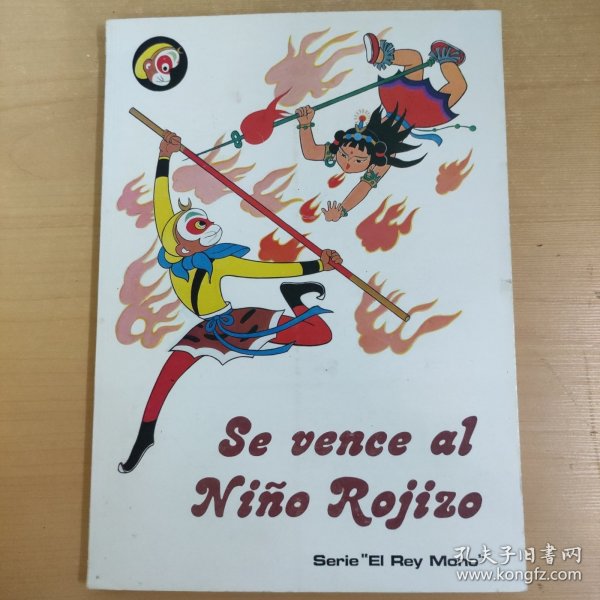 Se vence al
Niño Rojizo
Serie "El Rey Mono"
孔夫子旧书网
www.kongfz.com